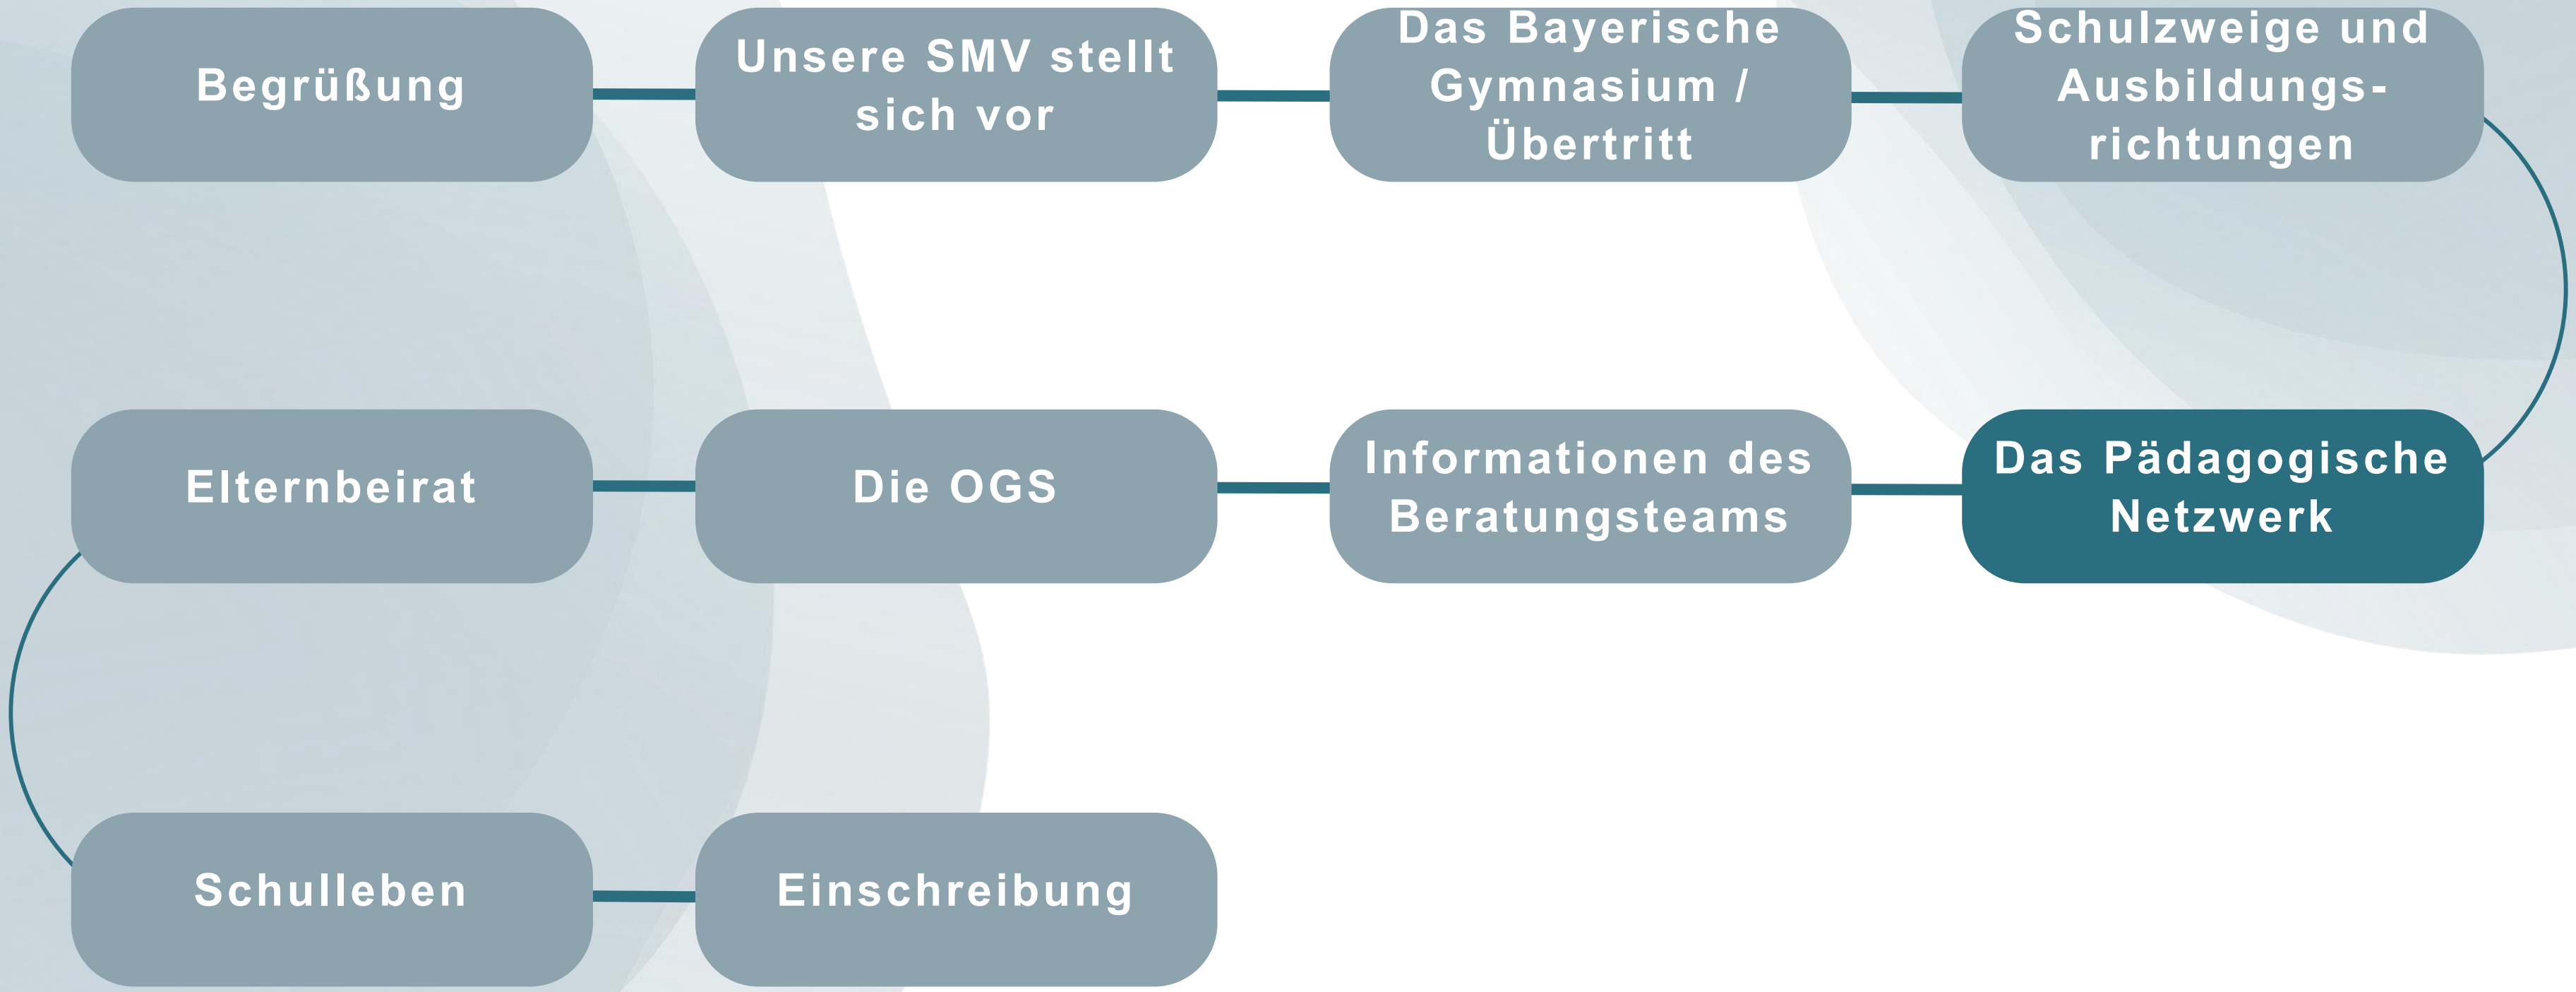 Begrüßung
Unsere SMV stellt
sich vor
Das Bayerische
Gymnasium /
Übertritt
Schulzweige und
Ausbildungs-
richtungen
Elternbeirat
Die OGS
Informationen des
Beratungsteams
Das Pädagogische
Netzwerk
Schulleben
Einschreibung